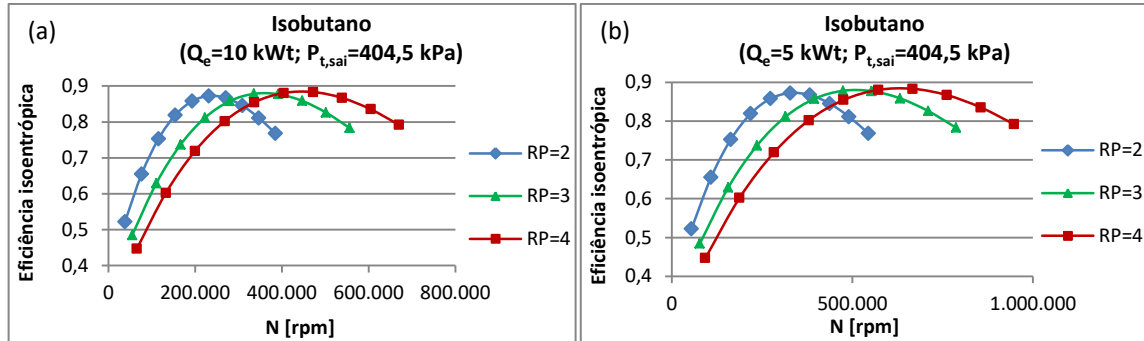 (a)
Isobutano
(Qe=10 kWt; Pt,sai=404,5 kPa)
Eficiência isoentrópica
0,9
0,8
0,7
0,6
0,5
0,4
0
200.000
400.000
600.000
800.000
N [rpm]
RP=2
RP=3
RP=4
(b)
Isobutano
(Qe=5 kWt; Pt,sai=404,5 kPa)
Eficiência isoentrópica
0,9
0,8
0,7
0,6
0,5
0,4
0
500.000
1.000.000
N [rpm]
RP=2
RP=3
RP=4